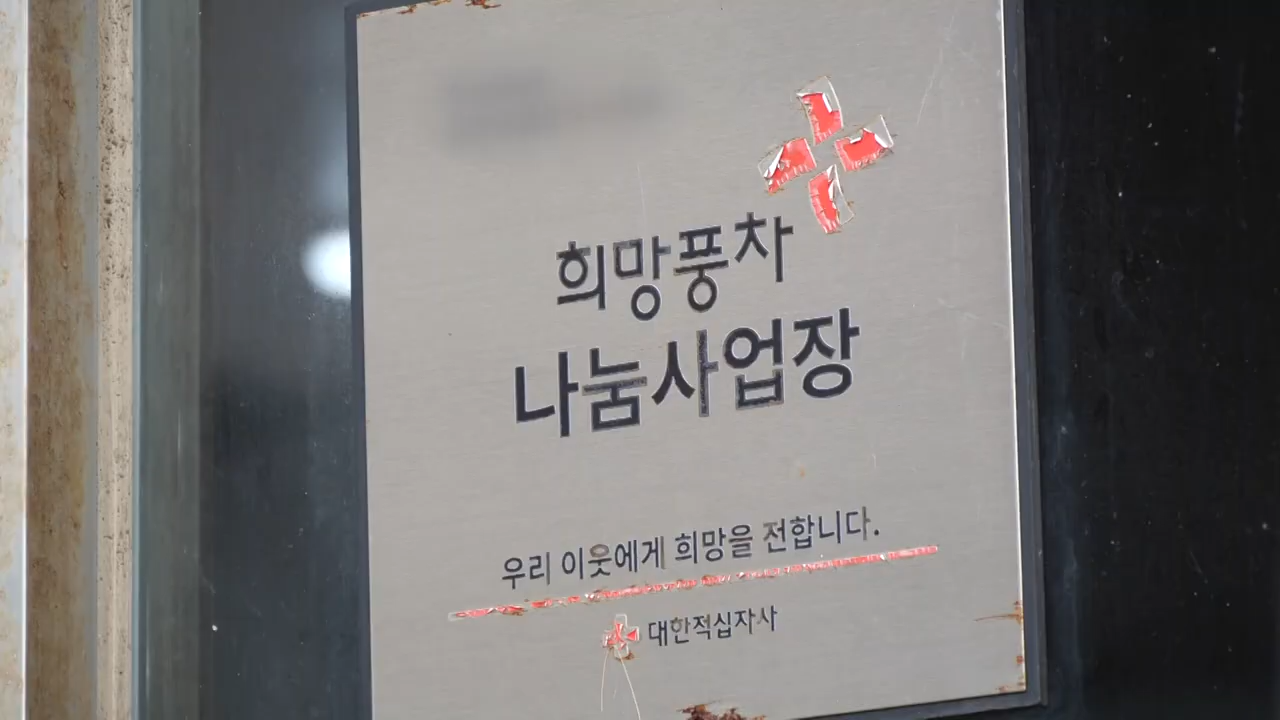 희망풍차
나눔사업장
우리 이웃에게 희망을 전합니다.
대한적십자사